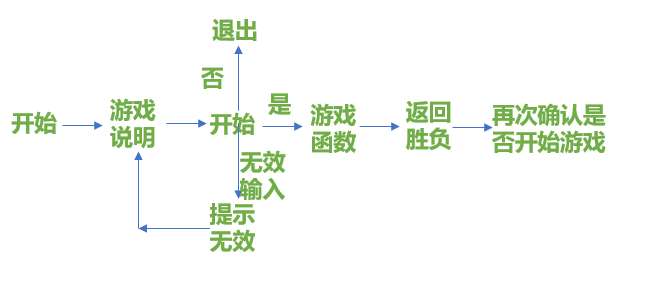 退出
否
开始
游戏
说明
开始
是
游戏
函数
返回
胜负
再次确认是
否开始游戏
无效
输入
提示
无效